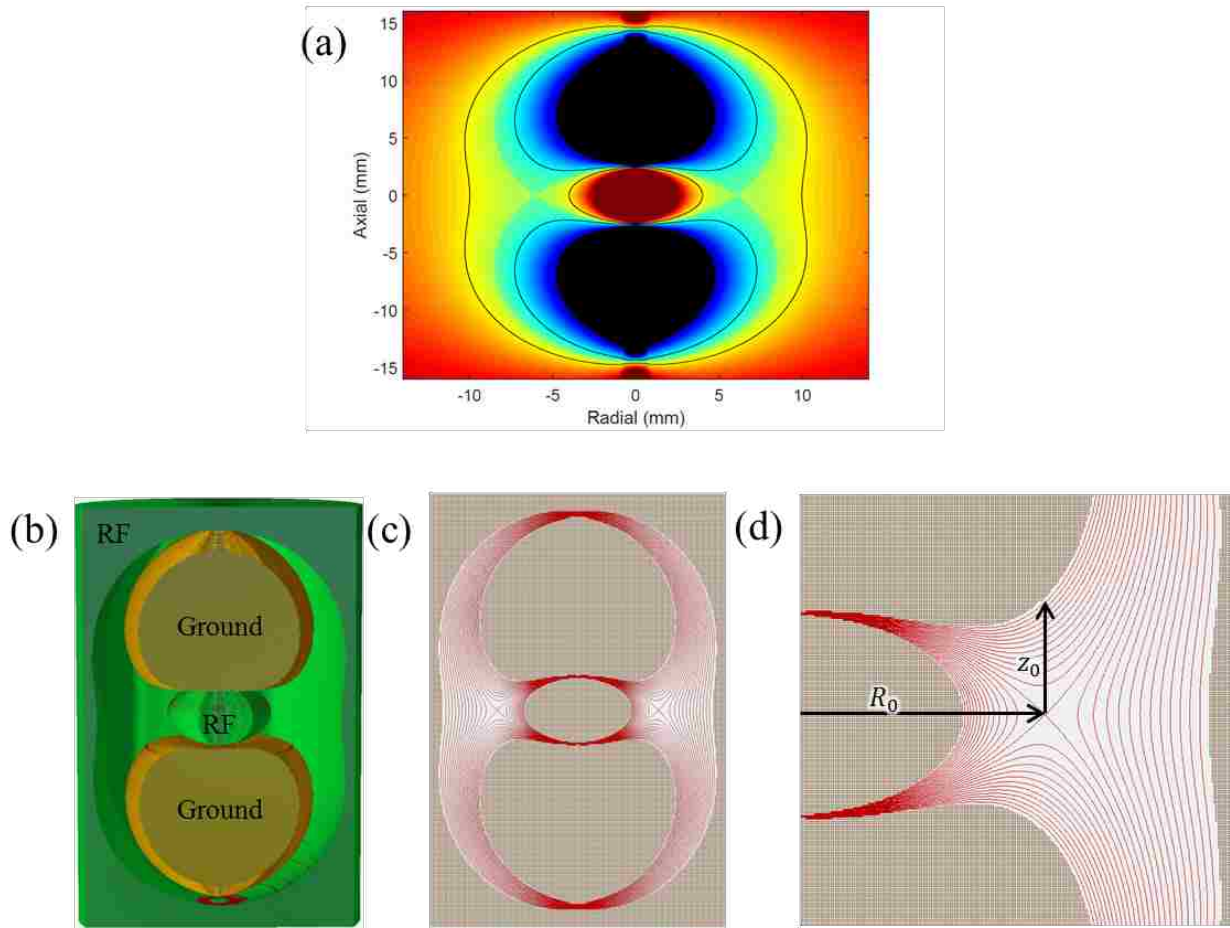 (a)
15
10
5
0
-5
-10
-15
Axial (mm)
-10 -5 0 5 10
Radial (mm)
(b)
RF
Ground
RF
Ground
(c)
(d)
z₀
R₀